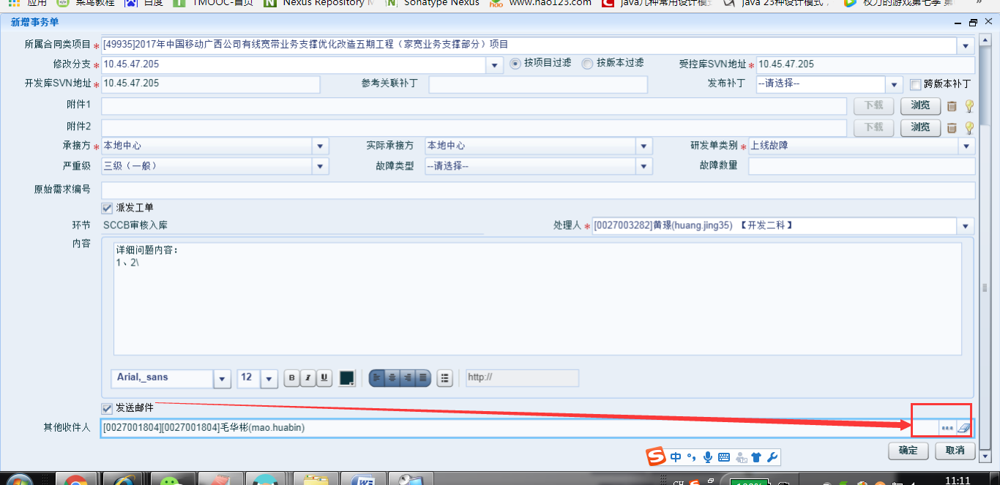 应用 菜鸟教程 百度 TMOOC-首页 Nexus Repository Sonatype Nexus www.hao123.com java几种常用设计模式 java 23种设计模式 权力的游戏第七季 第 »
新增事务单
所属合同类项目 * [49935]2017年中国移动广西公司有线宽带业务支撑优化改造五期工程（家宽业务支撑部分）项目
修改分支 * 10.45.47.205 按项目过滤 按版本过滤 受控库SVN地址 * 10.45.47.205
开发库SVN地址 * 10.45.47.205 参考关联补丁 发布补丁 --请选择-- 跨版本补丁
附件1 下载 浏览
附件2 下载 浏览
承接方 * 本地中心 实际承接方 本地中心 研发单类别 * 上线故障
严重级 三级（一般） 故障类型 --请选择-- 故障数量
原始需求编号
派发工单
环节 SCCB审核入库 处理人 * [0027003282]黄璟(huang.jing35) 【开发二科】
内容
详细问题内容：
1、2\
Arial,_sans 12 B I U http://
发送邮件
其他收件人 [0027001804][0027001804]毛华彬(mao.huabin)
确定 取消
中
CH 100% 11:11